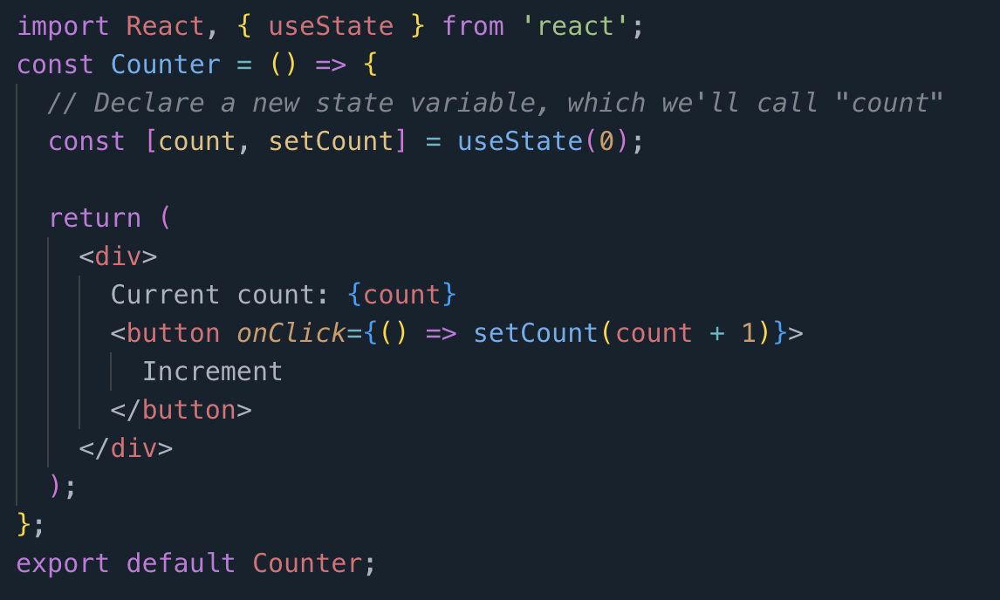 import React, { useState } from 'react';
const Counter = () => {
  // Declare a new state variable, which we'll call "count"
  const [count, setCount] = useState(0);

  return (
    <div>
      Current count: {count}
      <button onClick={() => setCount(count + 1)}>
        Increment
      </button>
    </div>
  );
};
export default Counter;